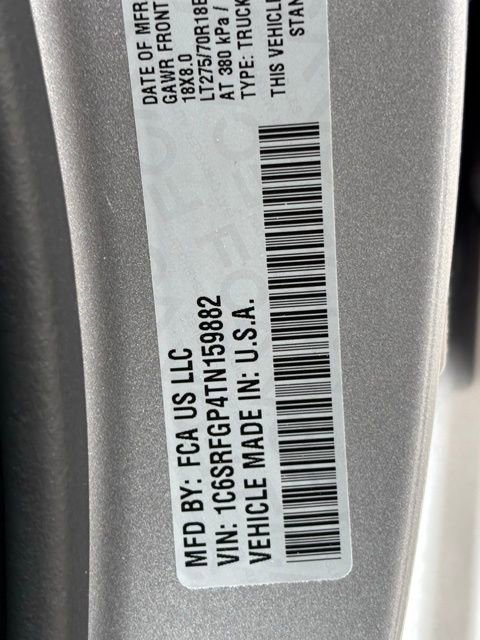 MFD BY: FCA US LLC
DATE OF MFR
GAWR FRONT
18X8.0
LT275/70R18E
AT 380 kPa /
VIN: 1C6SRFGP4TN159882
TYPE: TRUCK
VEHICLE MADE IN: U.S.A.
THIS VEHICLE
STAN